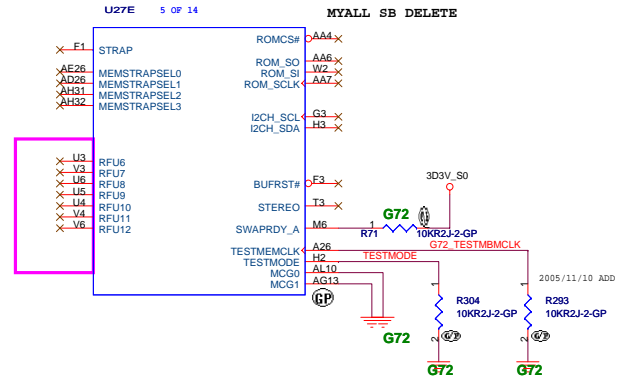 U27E 5 OF 14 MYALL SB DELETE
F1 STRAP
AE26 MEMSTRAPSEL0
AD26 MEMSTRAPSEL1
AH31 MEMSTRAPSEL2
AH32 MEMSTRAPSEL3
U3 RFU6
V3 RFU7
U6 RFU8
U5 RFU9
U4 RFU10
V4 RFU11
V6 RFU12
ROMCS# AA4
ROM_SO AA6
ROM_SI W2
ROM_SCLK AA7
I2CH_SCL G3
I2CH_SDA H3
BUFRST# F3
STEREO T3
SWAPRDY_A M6
TESTMEMCLK A26
TESTMODE H2
MCG0 AL10
MCG1 AG13
GP
3D3V_S0
G72
1
R71 10KR2J-2-GP
G72_TESTMBMCLK
TESTMODE
2005/11/10 ADD
1 R304
10KR2J-2-GP
2
G72
1 R293
10KR2J-2-GP
2
G72
G72